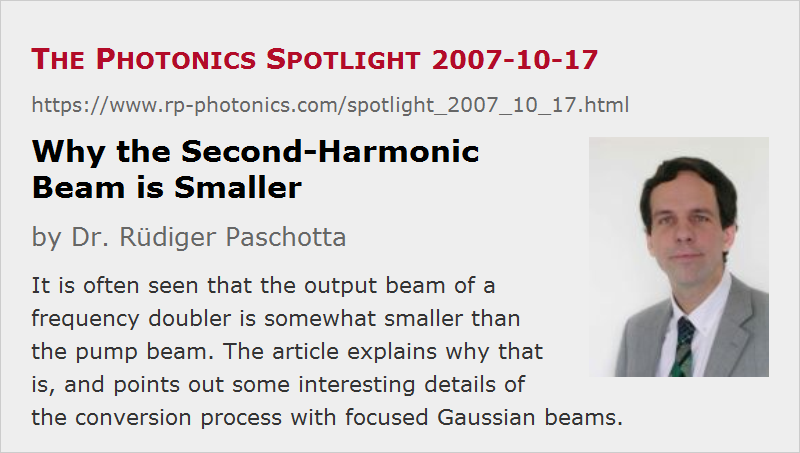 The Photonics Spotlight 2007-10-17
https://www.rp-photonics.com/spotlight_2007_10_17.html
Why the Second-Harmonic
Beam is Smaller
by Dr. Rüdiger Paschotta
It is often seen that the output beam of a
frequency doubler is somewhat smaller than
the pump beam. The article explains why that
is, and points out some interesting details of
the conversion process with focused Gaussian beams.